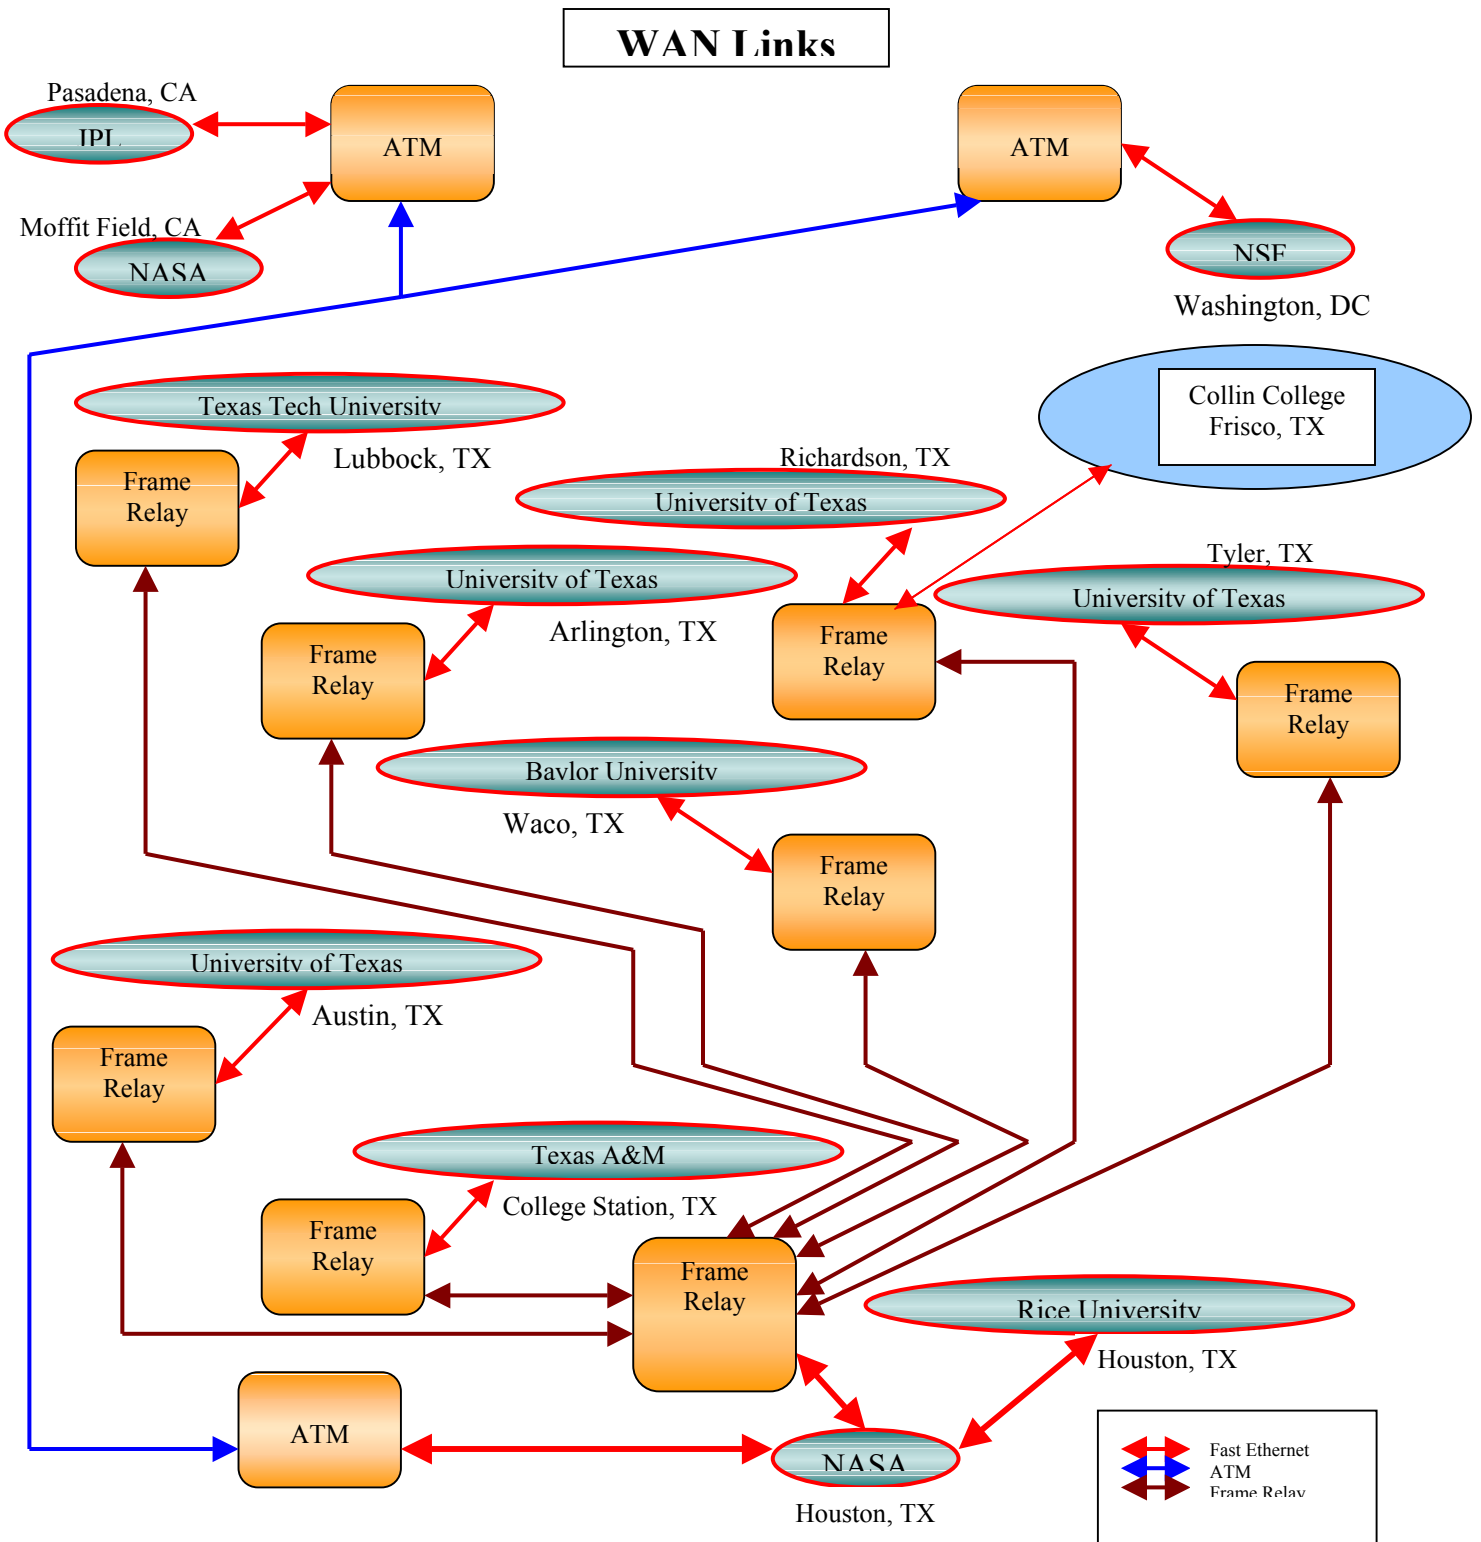 WAN Links
Pasadena, CA
JPL
ATM
ATM
Moffit Field, CA
NASA
NSF
Washington, DC
Texas Tech University
Lubbock, TX
Collin College
Frisco, TX
Frame
Relay
Richardson, TX
University of Texas
University of Texas
Arlington, TX
Tyler, TX
University of Texas
Frame
Relay
Frame
Relay
Frame
Relay
Baylor University
Waco, TX
Frame
Relay
University of Texas
Austin, TX
Frame
Relay
Texas A&M
College Station, TX
Frame
Relay
Frame
Relay
Rice University
Houston, TX
ATM
NASA
Houston, TX
Fast Ethernet
ATM
Frame Relay